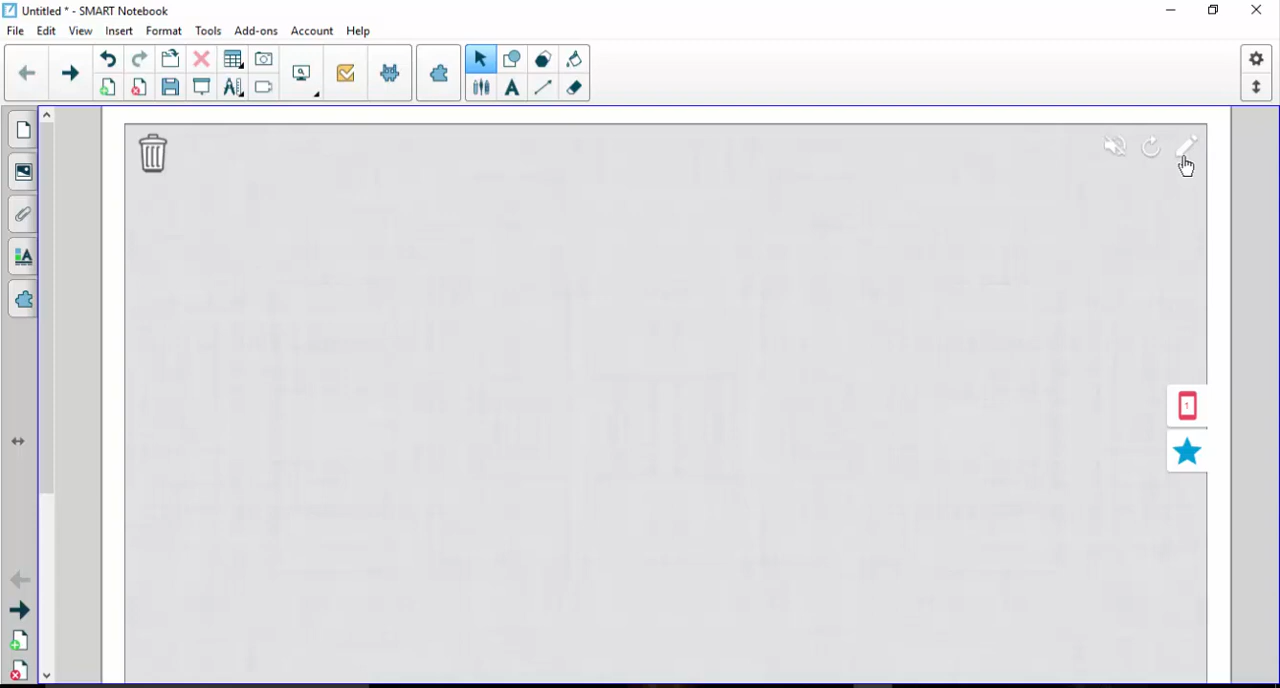 Untitled * - SMART Notebook
File Edit View Insert Format Tools Add-ons Account Help
A
A
A
1